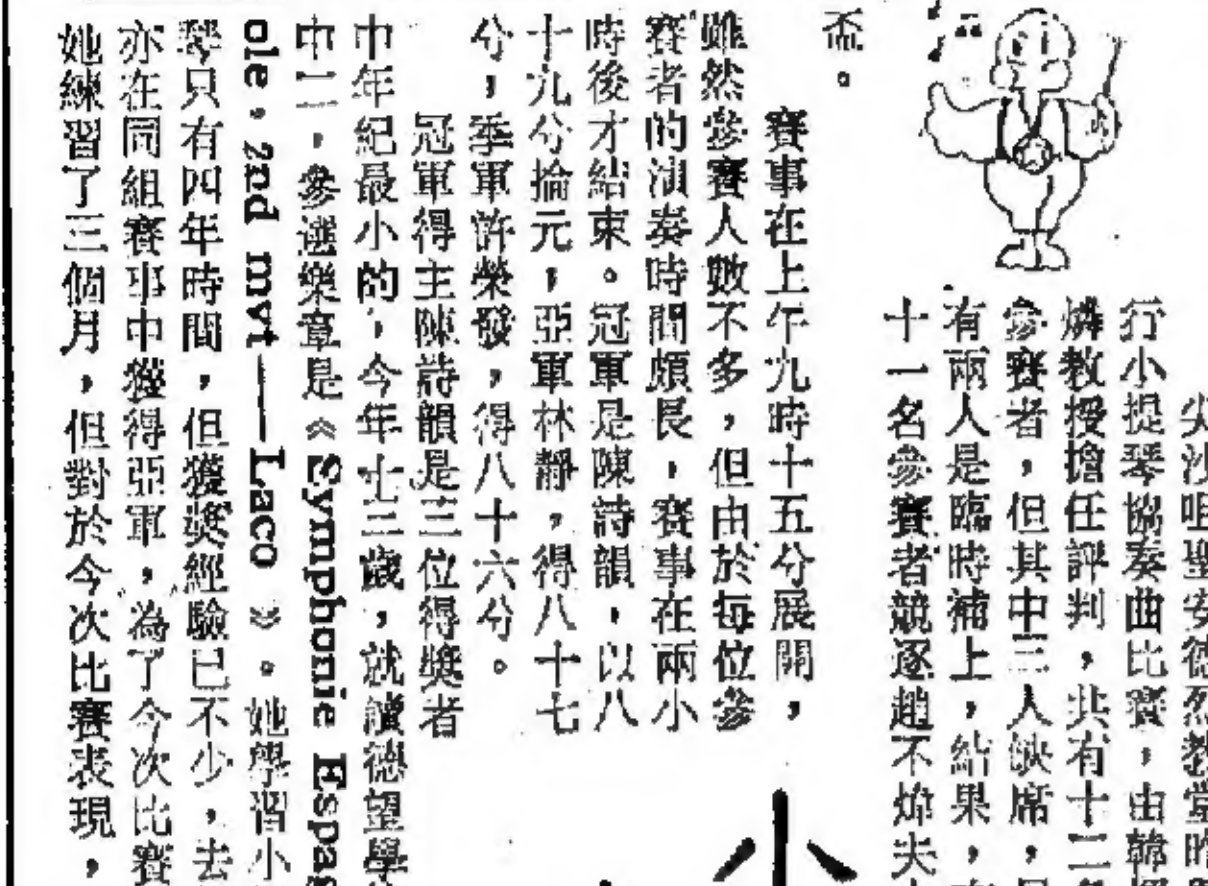 尖沙咀聖安德烈教堂昨
行小提琴協奏曲比賽，由韓
教授擔任評判，共有十二
參賽者，但其中三人缺席，
有兩人是臨時補上，結果，
十一名參賽者競逐趙不煒夫
盃。
賽事在上午九時十五分展開，
雖然參賽人數不多，但由於每位參
賽者的演奏時間頗長，賽事在兩小
時後才結束。冠軍是陳詩韻，以八
十九分掄元，亞軍林靜，得八十七
分，季軍許榮發，得八十六分。
冠軍得主陳詩韻是三位得獎者
中年紀最小的，今年十三歲，就讀德望學
中二，參選樂章是《Symphonie Espag
ole，2nd mvt——Laco》。她學習小
琴只有四年時間，但獲獎經驗已不少，去
亦在同組賽事中獲得亞軍，為了今次比賽
她練習了三個月，但對於今次比賽表現，
小